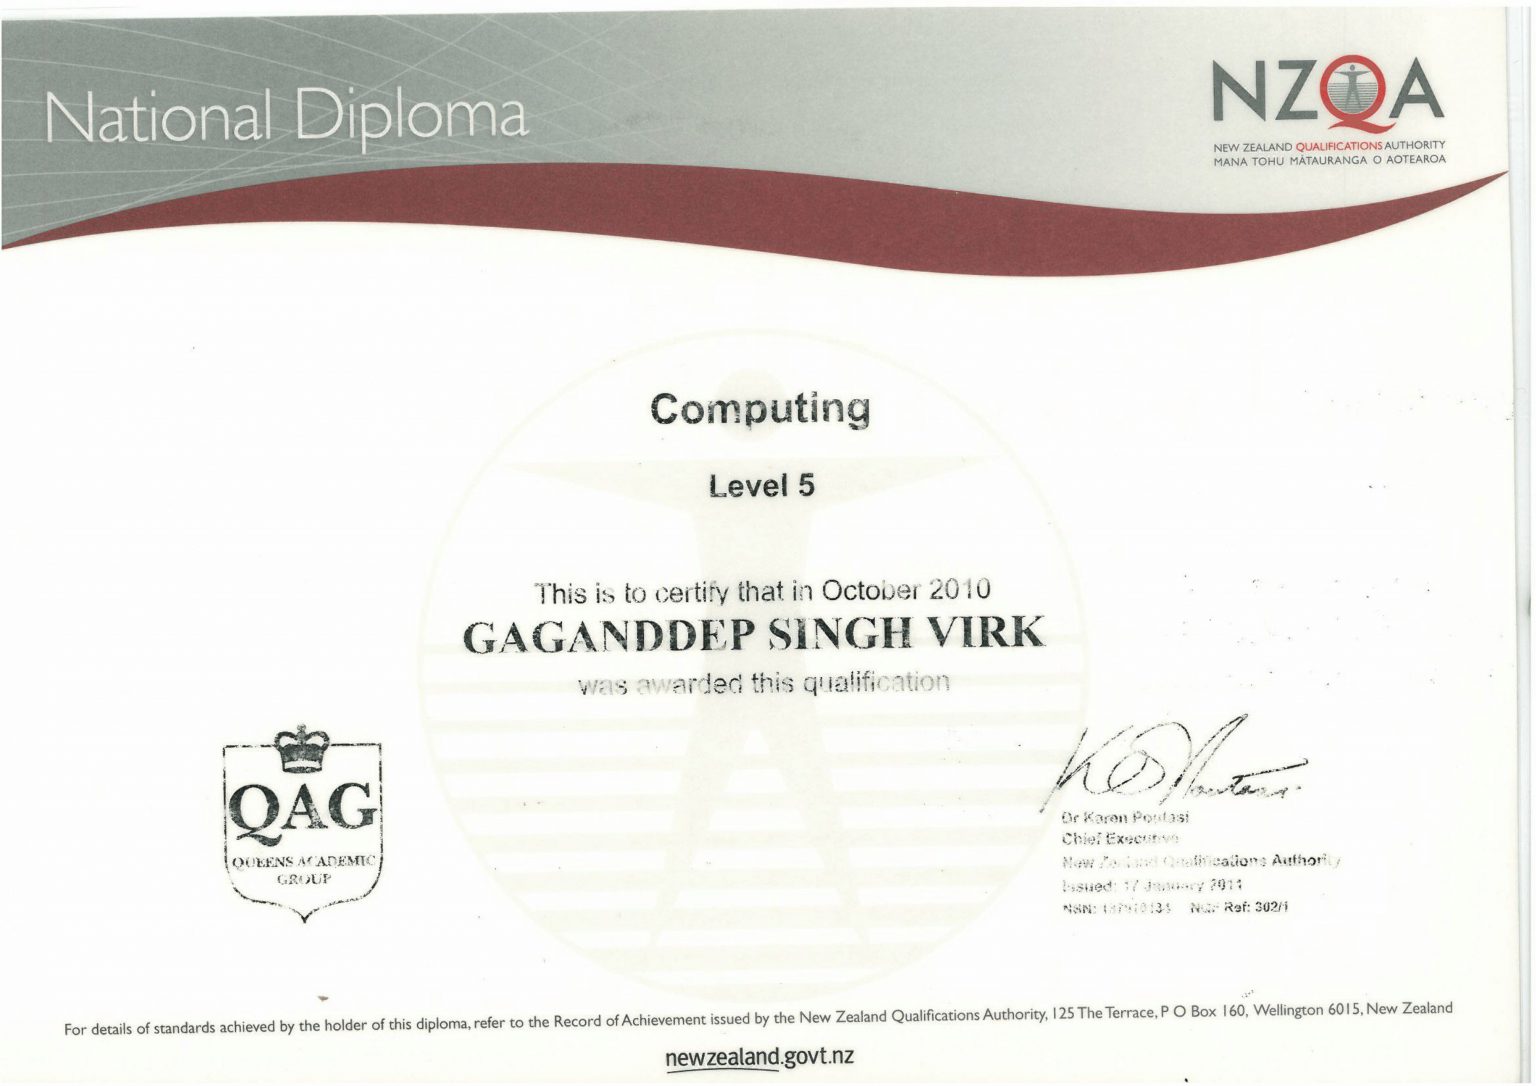 National Diploma
NZQA
NEW ZEALAND QUALIFICATIONS AUTHORITY
MANA TOHU MĀTAURANGA O AOTEAROA
Computing
Level 5
This is to certify that in October 2010
GAGANDDEP SINGH VIRK
was awarded this qualification
QAG
QUEENS ACADEMIC
GROUP
Dr Karen Poutasi
Chief Executive
New Zealand Qualifications Authority
Issued: 17 January 2011
NSN: Ref: 302/1
For details of standards achieved by the holder of this diploma, refer to the Record of Achievement issued by the New Zealand Qualifications Authority, 125 The Terrace, P O Box 160, Wellington 6015, New Zealand
newzealand.govt.nz